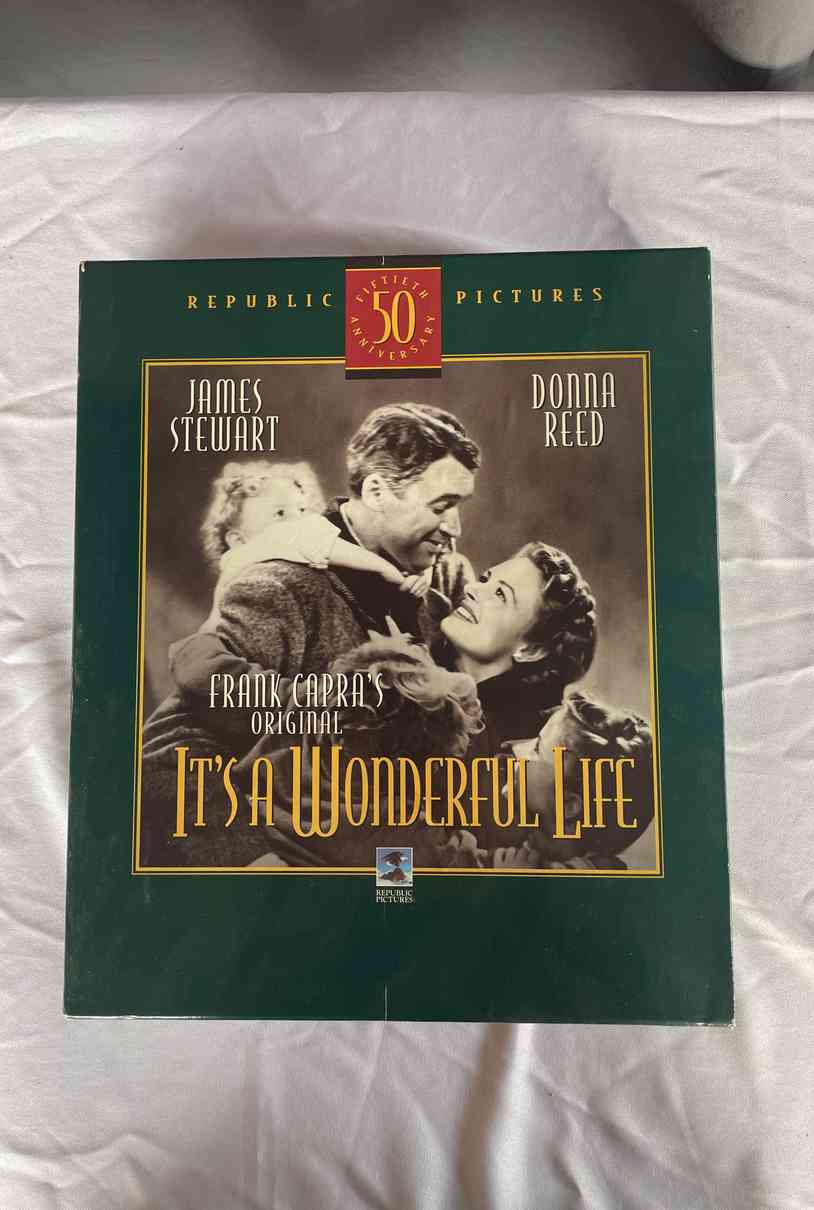 REPUBLIC
FIFTIETH
50
ANNIVERSARY
PICTURES
JAMES
STEWART
DONNA
REED
FRANK CAPRA'S
ORIGINAL
IT'S A WONDERFUL LIFE
REPUBLIC
PICTURES